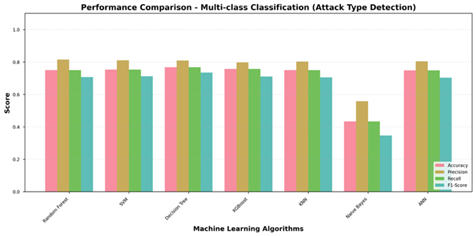 Performance Comparison - Multi-class Classification (Attack Type Detection)
1.0
0.8
0.6
0.4
0.2
0.0
Score
Random Forest
SVM
Decision Tree
XGBoost
KNN
Naive Bayes
ANN
Machine Learning Algorithms
Accuracy
Precision
Recall
F1-Score